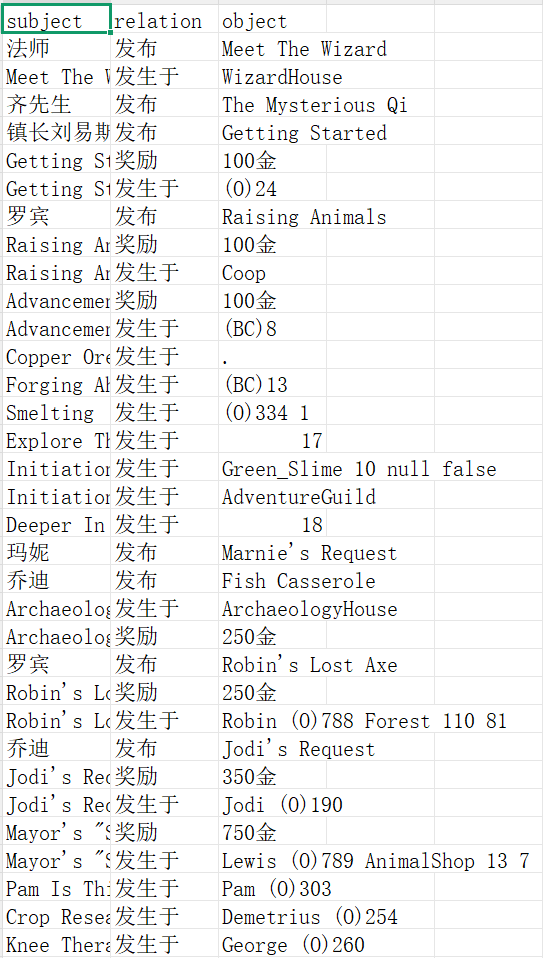 subject relation object
法师 发布 Meet The Wizard
Meet The W 发生于 WizardHouse
齐先生 发布 The Mysterious Qi
镇长刘易斯 发布 Getting Started
Getting St 奖励 100金
Getting St 发生于 (O)24
罗宾 发布 Raising Animals
Raising An 奖励 100金
Raising An 发生于 Coop
Advancemen 奖励 100金
Advancemen 发生于 (BC)8
Copper Ore 发生于 .
Forging Ah 发生于 (BC)13
Smelting 发生于 (O)334 1
Explore Th 发生于 17
Initiation 发生于 Green_Slime 10 null false
Initiation 发生于 AdventureGuild
Deeper In 发生于 18
玛妮 发布 Marnie's Request
乔迪 发布 Fish Casserole
Archaeolog 发生于 ArchaeologyHouse
Archaeolog 奖励 250金
罗宾 发布 Robin's Lost Axe
Robin's Lo 奖励 250金
Robin's Lo 发生于 Robin (O)788 Forest 110 81
乔迪 发布 Jodi's Request
Jodi's Req 奖励 350金
Jodi's Req 发生于 Jodi (O)190
Mayor's "S 奖励 750金
Mayor's "S 发生于 Lewis (O)789 AnimalShop 13 7
Pam Is Thi 发生于 Pam (O)303
Crop Resea 发生于 Demetrius (O)254
Knee Thera 发生于 George (O)260